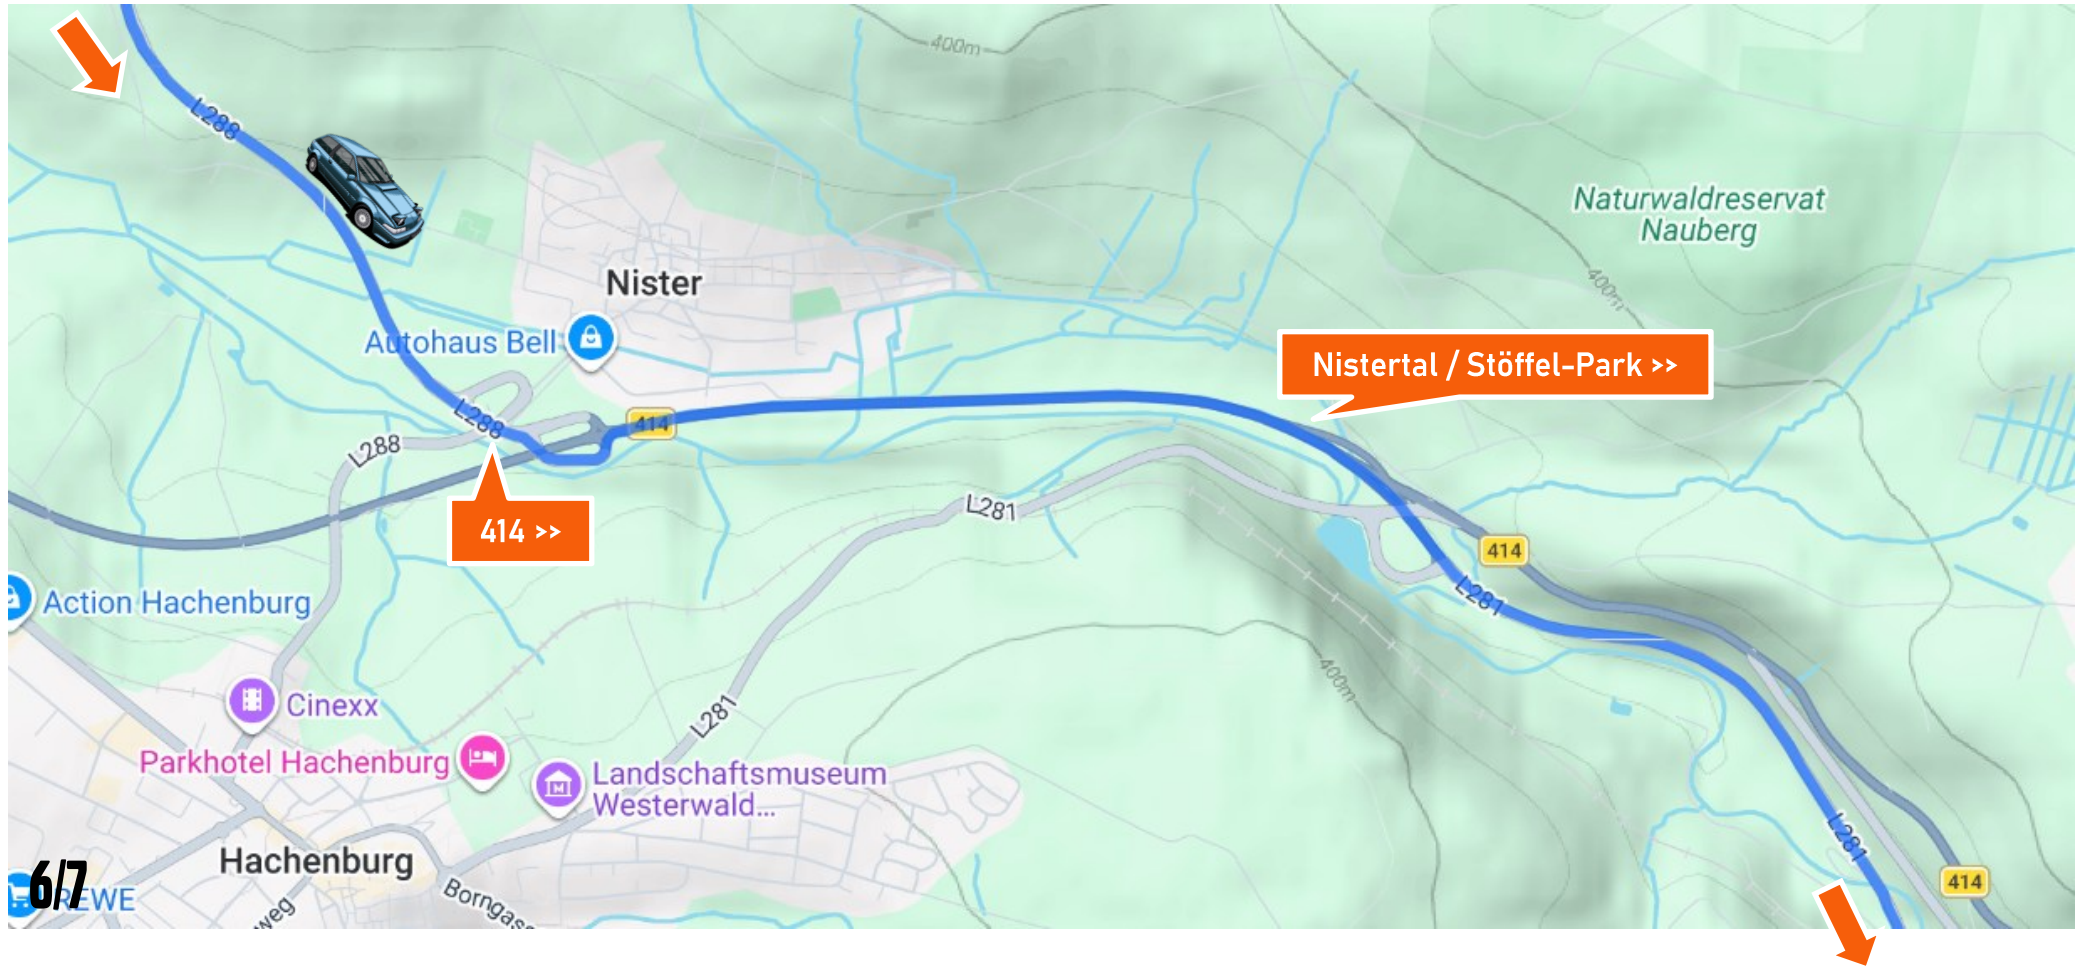 400m
L288
Naturwaldreservat
Nauberg
Nister
400m
Autohaus Bell
Nistertal / Stöffel-Park >>
L288
414
L288
L281
414 >>
414
L281
Action Hachenburg
400m
Cinexx
L281
Parkhotel Hachenburg
Landschaftsmuseum
Westerwald...
L281
Hachenburg
414
6/7
REWE
weg
Borngas